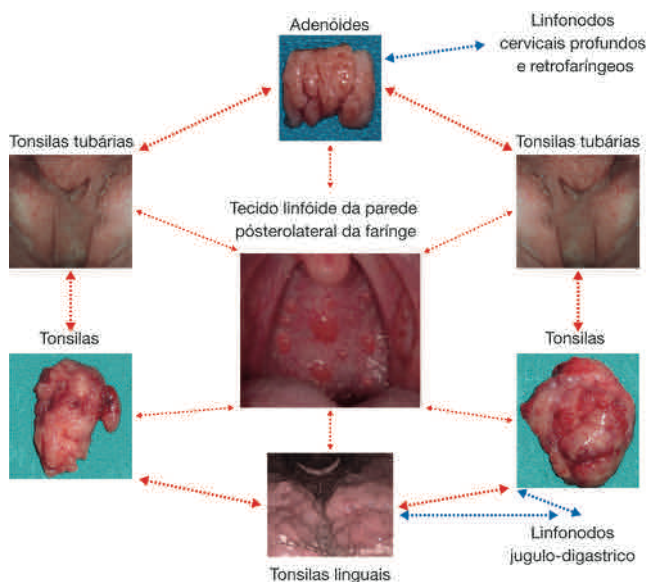 Adenóides
Linfonodos
cervicais profundos
e retrofaríngeos
Tonsilas tubárias
Tonsilas tubárias
Tecido linfóide da parede
pósterolateral da farínge
Tonsilas
Tonsilas
Tonsilas linguais
Linfonodos
jugulo-digastrico